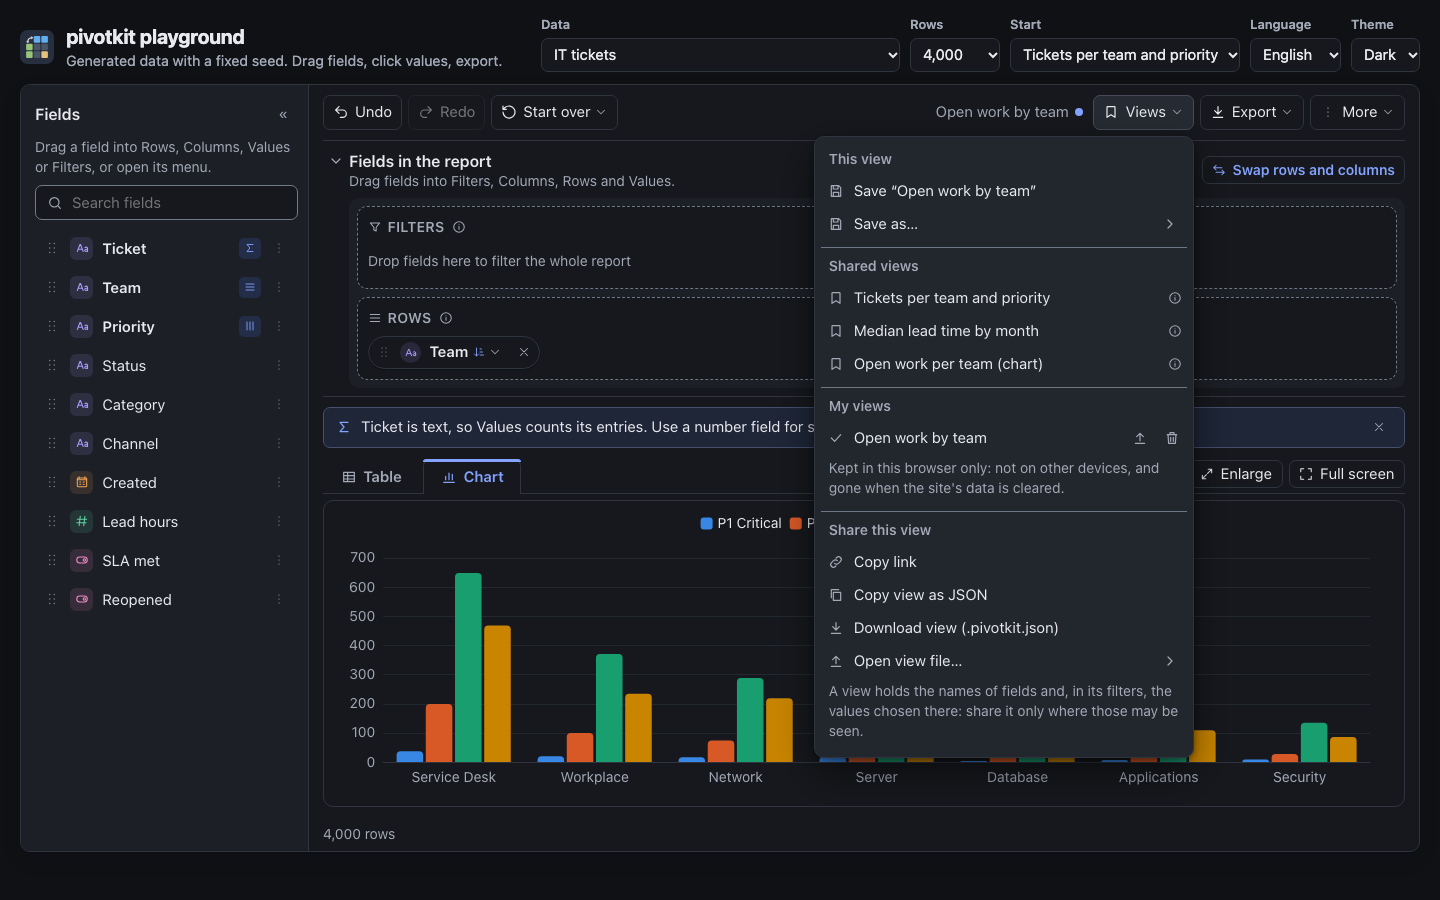 pivotkit playground
Generated data with a fixed seed. Drag fields, click values, export.
Data
IT tickets
Rows
4,000
Start
Tickets per team and priority
Language
English
Theme
Dark
Fields
«
Drag a field into Rows, Columns, Values
or Filters, or open its menu.
Search fields
Aa Ticket Σ
Aa Team
Aa Priority
Aa Status
Aa Category
Aa Channel
Created
# Lead hours
SLA met
Reopened
Undo
Redo
Start over
Open work by team
Views
Export
More
Fields in the report
Drag fields into Filters, Columns, Rows and Values.
Swap rows and columns
FILTERS
Drop fields here to filter the whole report
ROWS
Aa Team
Σ Ticket is text, so Values counts its entries. Use a number field for s
Table
Chart
Enlarge
Full screen
P1 Critical
P
700
600
500
400
300
200
100
0
Service Desk
Workplace
Network
Server
Database
Applications
Security
4,000 rows
This view
Save “Open work by team”
Save as...
Shared views
Tickets per team and priority
Median lead time by month
Open work per team (chart)
My views
Open work by team
Kept in this browser only: not on other devices, and
gone when the site's data is cleared.
Share this view
Copy link
Copy view as JSON
Download view (.pivotkit.json)
Open view file...
A view holds the names of fields and, in its filters, the
values chosen there: share it only where those may be
seen.